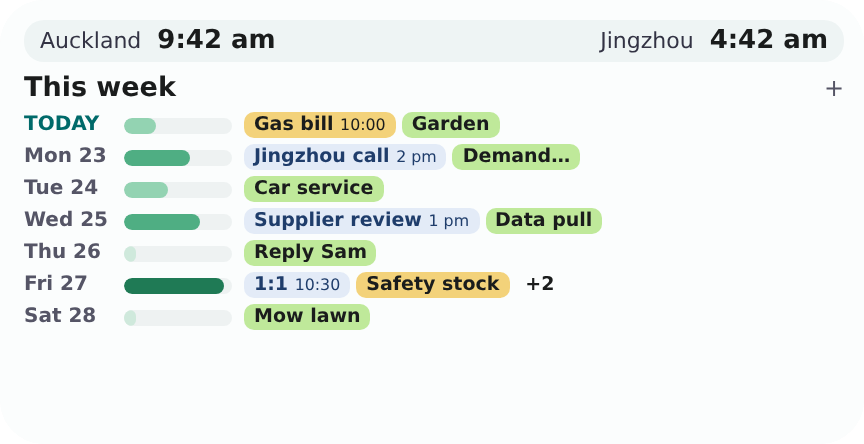 Auckland 9:42 am Jingzhou 4:42 am
This week +
TODAY Gas bill 10:00 Garden
Mon 23 Jingzhou call 2 pm Demand...
Tue 24 Car service
Wed 25 Supplier review 1 pm Data pull
Thu 26 Reply Sam
Fri 27 1:1 10:30 Safety stock +2
Sat 28 Mow lawn